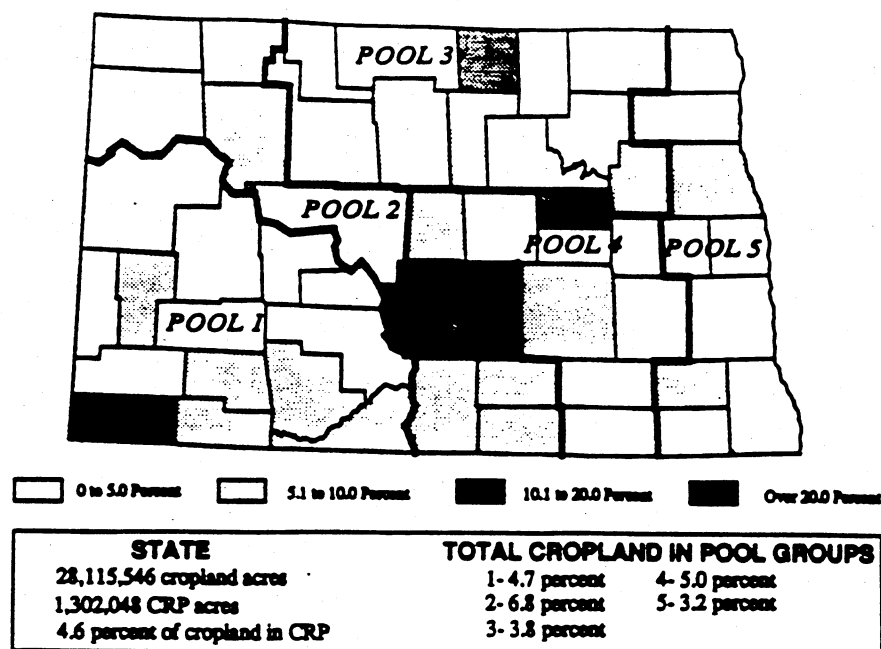 POOL 3
POOL 2
POOL 4
POOL 5
POOL 1
0 to 5.0 Percent
5.1 to 10.0 Percent
10.1 to 20.0 Percent
Over 20.0 Percent
STATE
28,115,546 cropland acres
1,302,048 CRP acres
4.6 percent of cropland in CRP
TOTAL CROPLAND IN POOL GROUPS
1- 4.7 percent 4- 5.0 percent
2- 6.8 percent 5- 3.2 percent
3- 3.8 percent